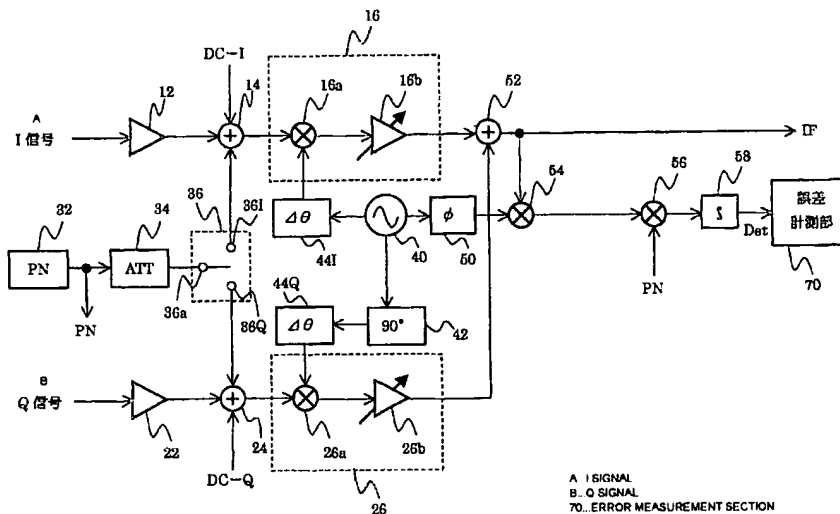 16
DC-I
12
14
16a
16b
52
A
I 信号
IF
36
36I
54
56
58
32
34
ΔΘ
φ
誤差
計測部
PN
ATT
44I
40
50
Det
70
PN
36a
36Q
44Q
ΔΘ
90°
42
PN
B
Q 信号
22
24
26a
26b
DC-Q
26
A I SIGNAL
B...Q SIGNAL
70...ERROR MEASUREMENT SECTION